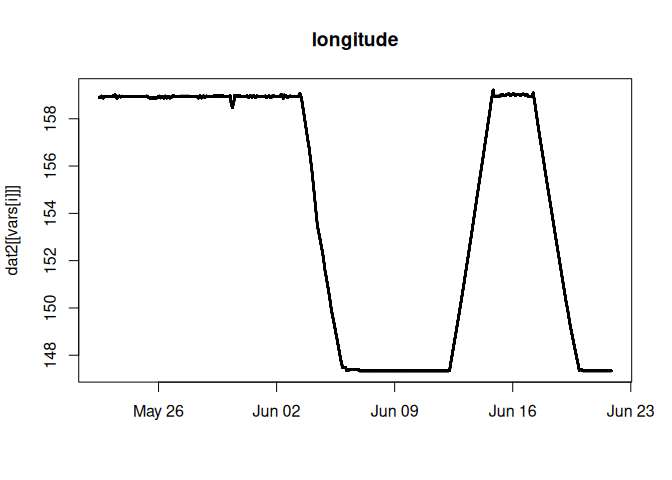 longitude
dat2[[vars[i]]]
158
156
154
152
150
148
May 26
Jun 02
Jun 09
Jun 16
Jun 23